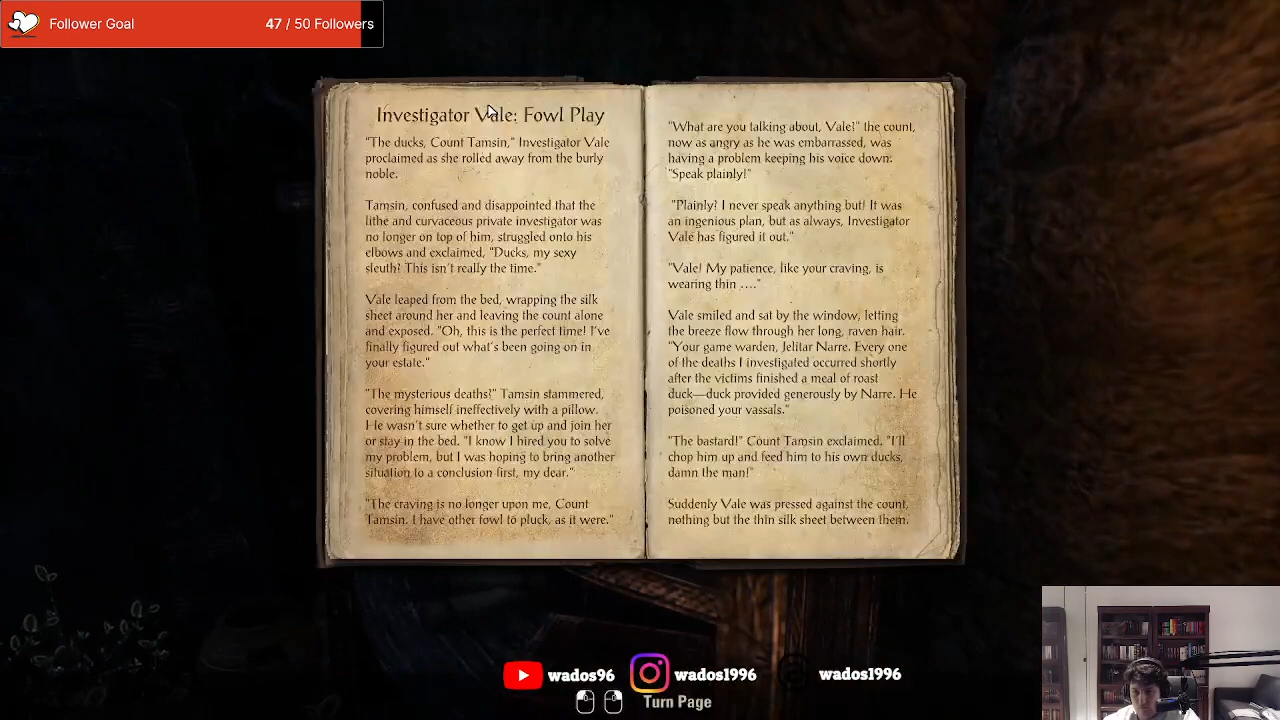 Follower Goal
47 / 50 Followers
Investigator Vale: Fowl Play
"The ducks, Count Tamsin," Investigator Vale
proclaimed as she rolled away from the burly
noble.
Tamsin, confused and disappointed that the
lithe and curvaceous private investigator was
no longer on top of him, struggled onto his
elbows and exclaimed, "Ducks, my sexy
sleuth? This isn't really the time."
Vale leaped from the bed, wrapping the silk
sheet around her and leaving the count alone
and exposed. "Oh, this is the perfect time! I've
finally figured out what's been going on in
your estate."
"The mysterious deaths?" Tamsin stammered,
covering himself ineffectively with a pillow.
He wasn't sure whether to get up and join her
or stay in the bed. "I know I hired you to solve
my problem, but I was hoping to bring another
situation to a conclusion first, my dear."
"The craving is no longer upon me, Count
Tamsin. I have other fowl to pluck, as it were."
"What are you talking about, Vale?" the count,
now as angry as he was embarrassed, was
having a problem keeping his voice down.
"Speak plainly!"
"Plainly? I never speak anything but! It was
an ingenious plan, but as always, Investigator
Vale has figured it out."
"Vale! My patience, like your craving, is
wearing thin ...."
Vale smiled and sat by the window, letting
the breeze flow through her long, raven hair.
"Your game warden, Jelitar Narre. Every one
of the deaths I investigated occurred shortly
after the victims finished a meal of roast
duck—duck provided generously by Narre. He
poisoned your vassals."
"The bastard!" Count Tamsin exclaimed. "I'll
chop him up and feed him to his own ducks,
damn the man!"
Suddenly Vale was pressed against the count,
nothing but the thin silk sheet between them.
wados96
wados1996
wados1996
Turn Page